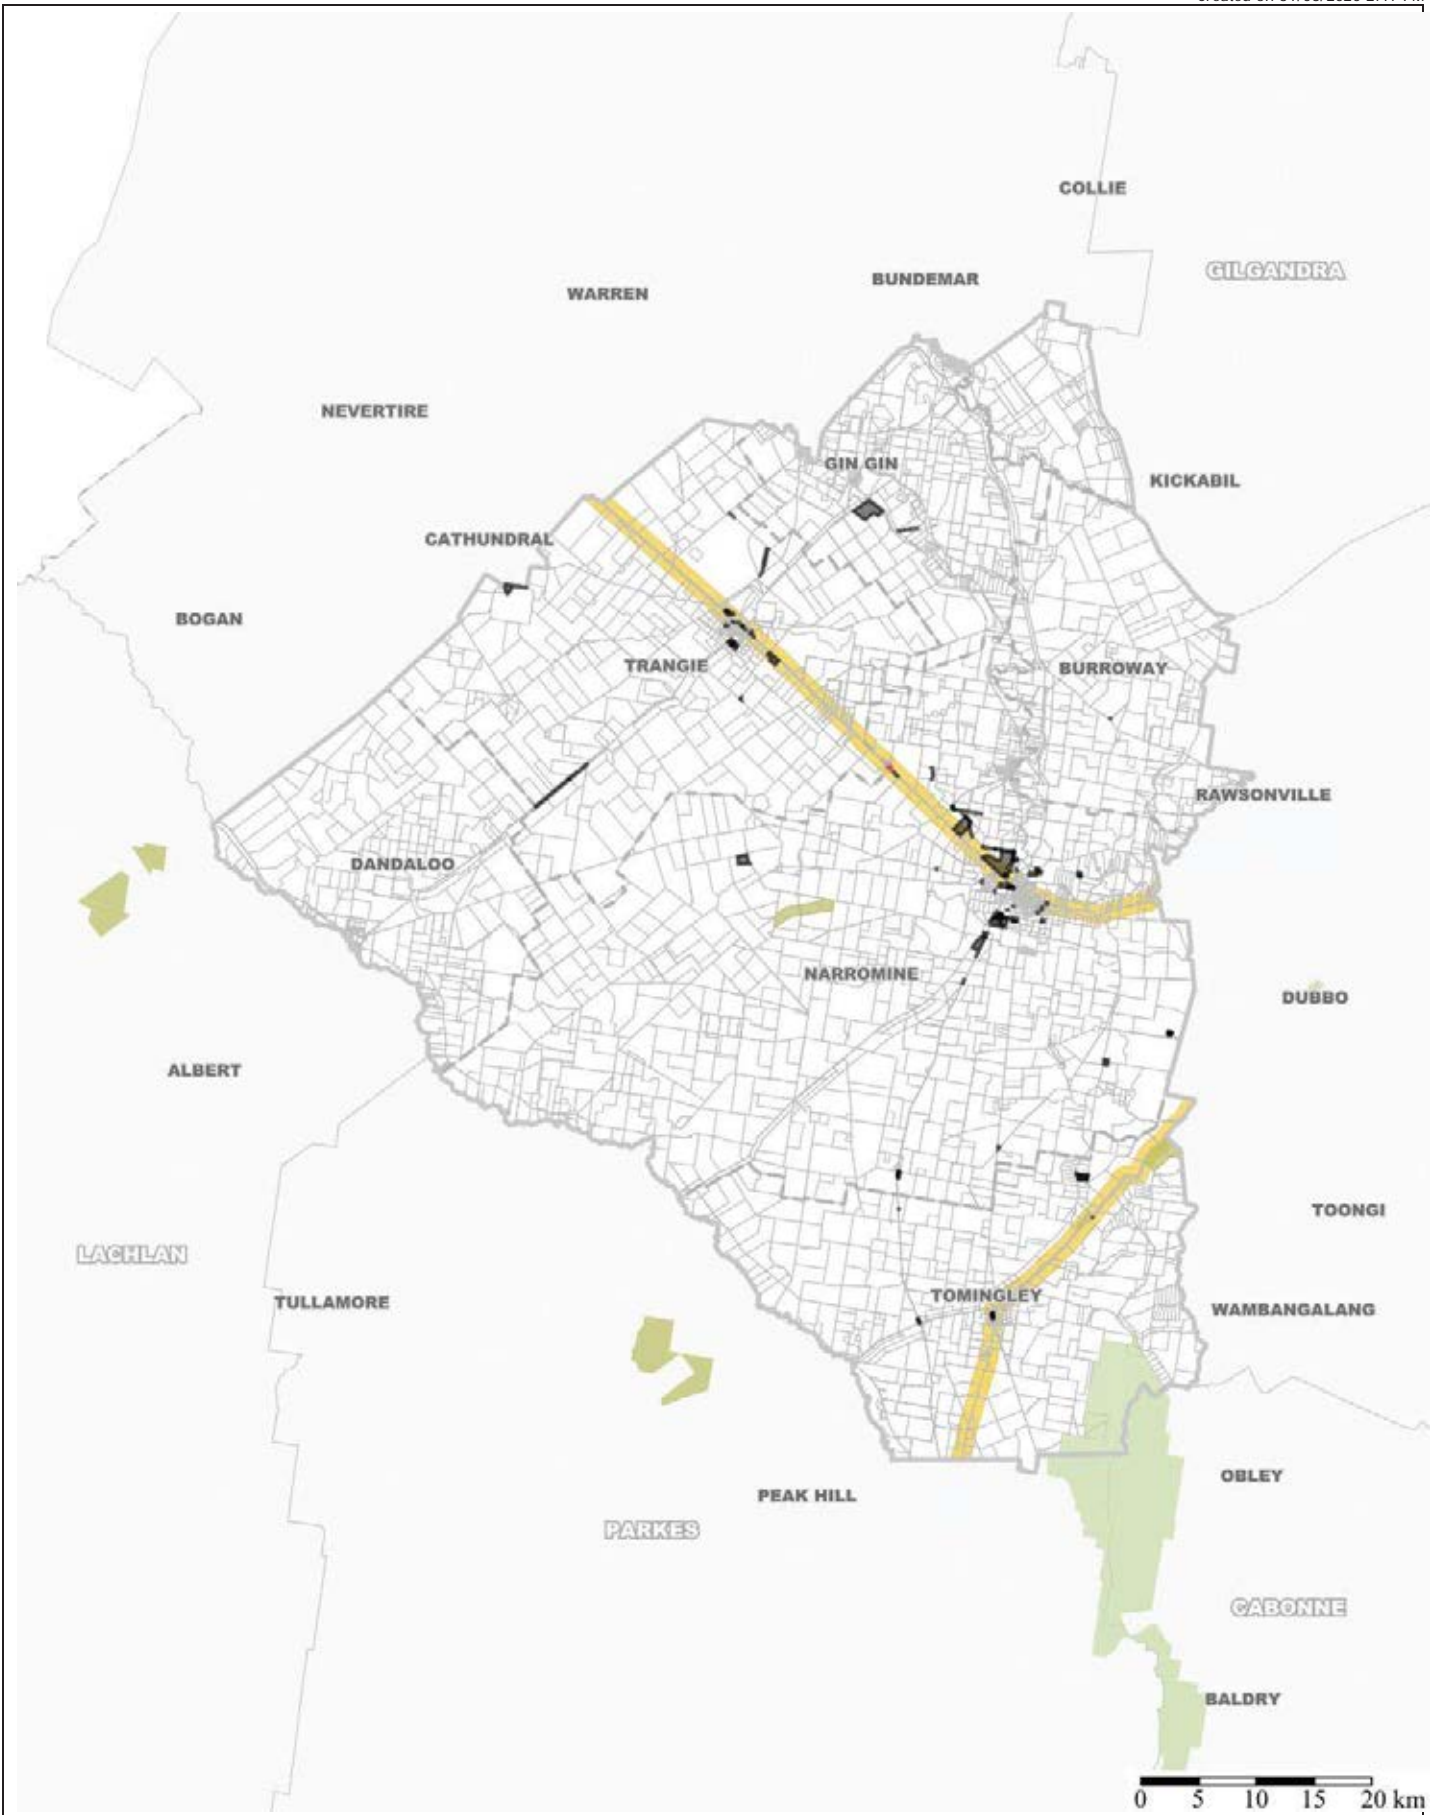 COLLIE
GILGANDRA
BUNDEMAR
WARREN
NEVERTIRE
GIN GIN
KICKABIL
CATHUNDRAL
BOGAN
TRANGIE
BURROWAY
RAWSONVILLE
DANDALOO
NARROMINE
DUBBO
ALBERT
TOONGI
LACHLAN
TOMINGLEY
TULLAMORE
WAMBANGALANG
OBLEY
PEAK HILL
PARKES
CABONNE
BALDRY
0 5 10 15 20 km